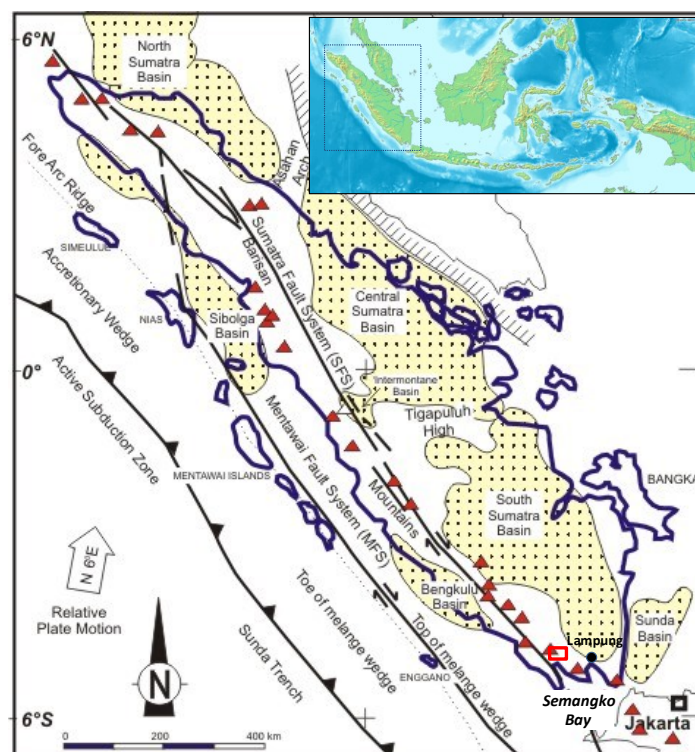 6°N
North
Sumatra
Basin
Asahan
Arch
Fore Arc Ridge
SIMEULUE
Accretionary Wedge
Barisan
Sumatra Fault System (SFS)
Central
Sumatra
Basin
NIAS
Sibolga
Basin
0°
Active Subduction Zone
'Intermontane'
Basin
Tigapuluh
High
Mentawai Fault System (MFS)
MENTAWAI ISLANDS
Mountains
BANGKA
South
Sumatra
Basin
N 6°E
Relative
Plate Motion
Bengkulu
Basin
Toe of melange wedge
Top of melange wedge
Sunda
Basin
Lampung
Sunda Trench
ENGGANO
N
Semangko
Bay
Jakarta
6°S
0 200 400 km